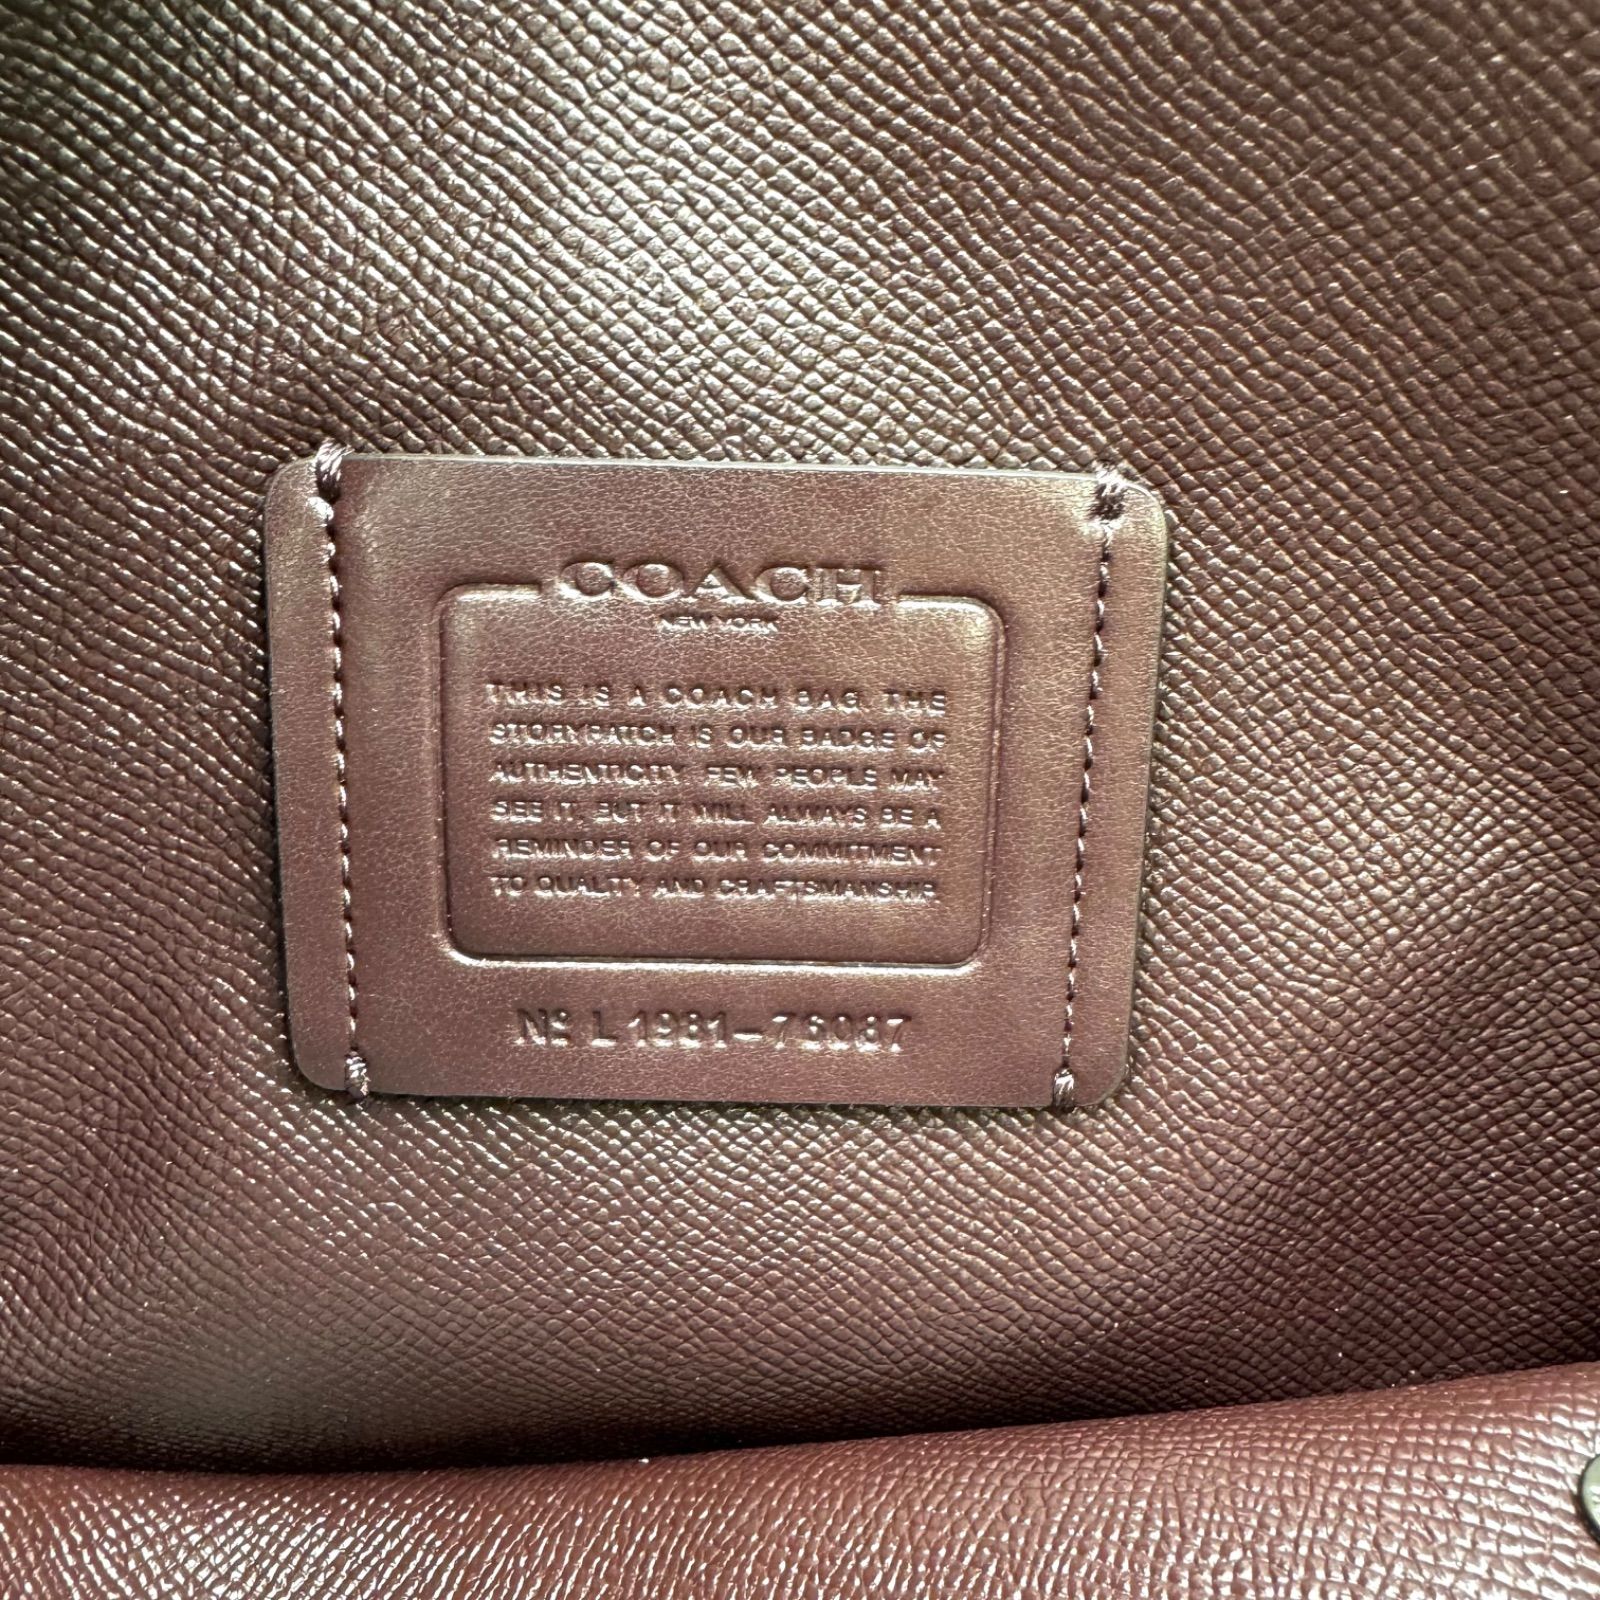 COACH
NEW YORK
THIS IS A COACH BAG. THE
STORYPATCH IS OUR BADGE OF
AUTHENTICITY. FEW PEOPLE MAY
SEE IT, BUT IT WILL ALWAYS BE A
REMINDER OF OUR COMMITMENT
TO QUALITY AND CRAFTSMANSHIP.
Nº L1981-76087